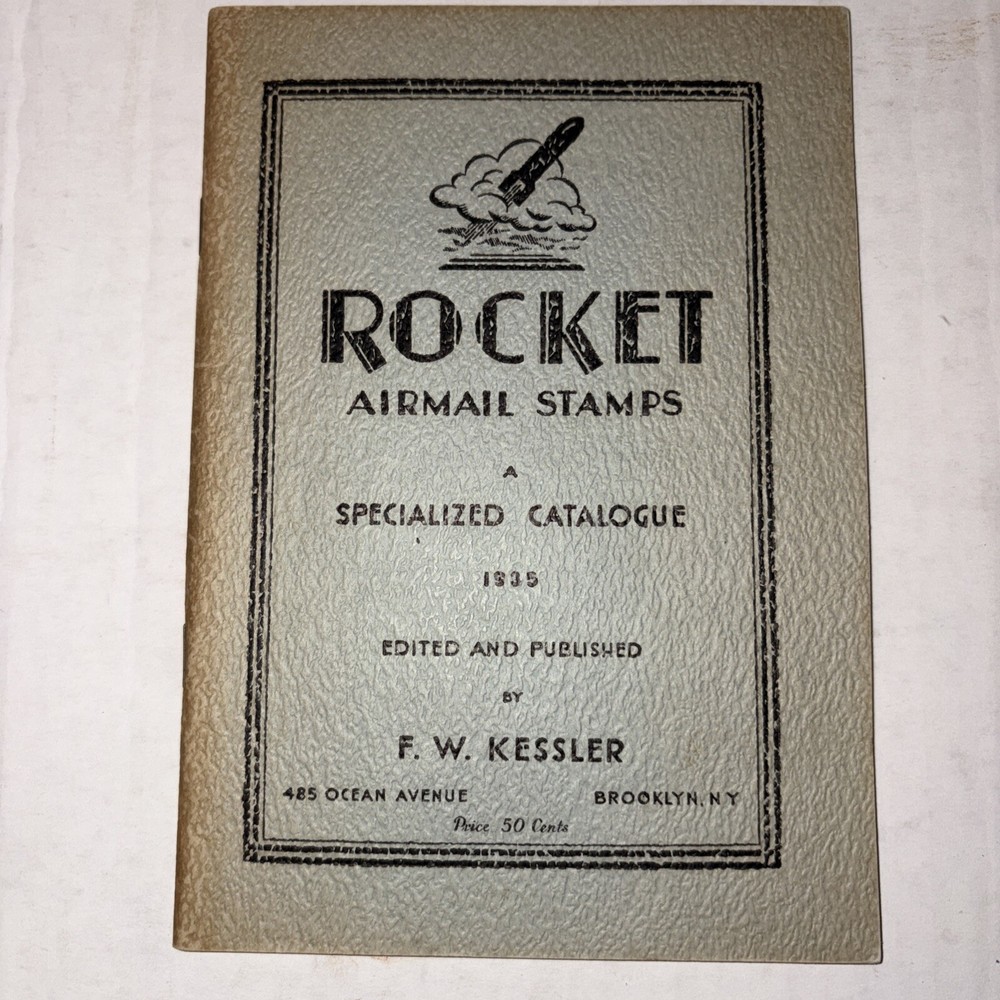 ROCKET
AIRMAIL STAMPS
A
SPECIALIZED CATALOGUE
1935
EDITED AND PUBLISHED
BY
F. W. KESSLER
485 OCEAN AVENUE BROOKLYN, N Y
Price 50 Cents